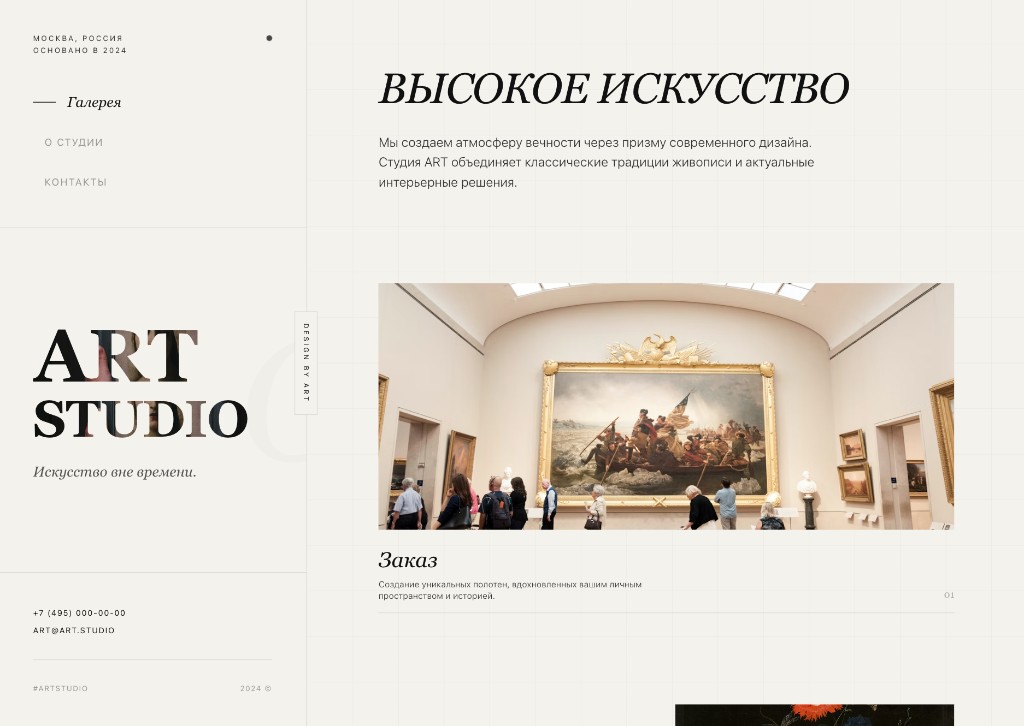 МОСКВА, РОССИЯ
ОСНОВАНО В 2024
Галерея
О СТУДИИ
КОНТАКТЫ
ART
STUDIO
Искусство вне времени.
+7 (495) 000-00-00
ART@ART.STUDIO
#ARTSTUDIO
2024 ©
DESIGN BY ART
ВЫСОКОЕ ИСКУССТВО
Мы создаем атмосферу вечности через призму современного дизайна.
Студия ART объединяет классические традиции живописи и актуальные
интерьерные решения.
Заказ
Создание уникальных полотен, вдохновленных вашим личным
пространством и историей.
01